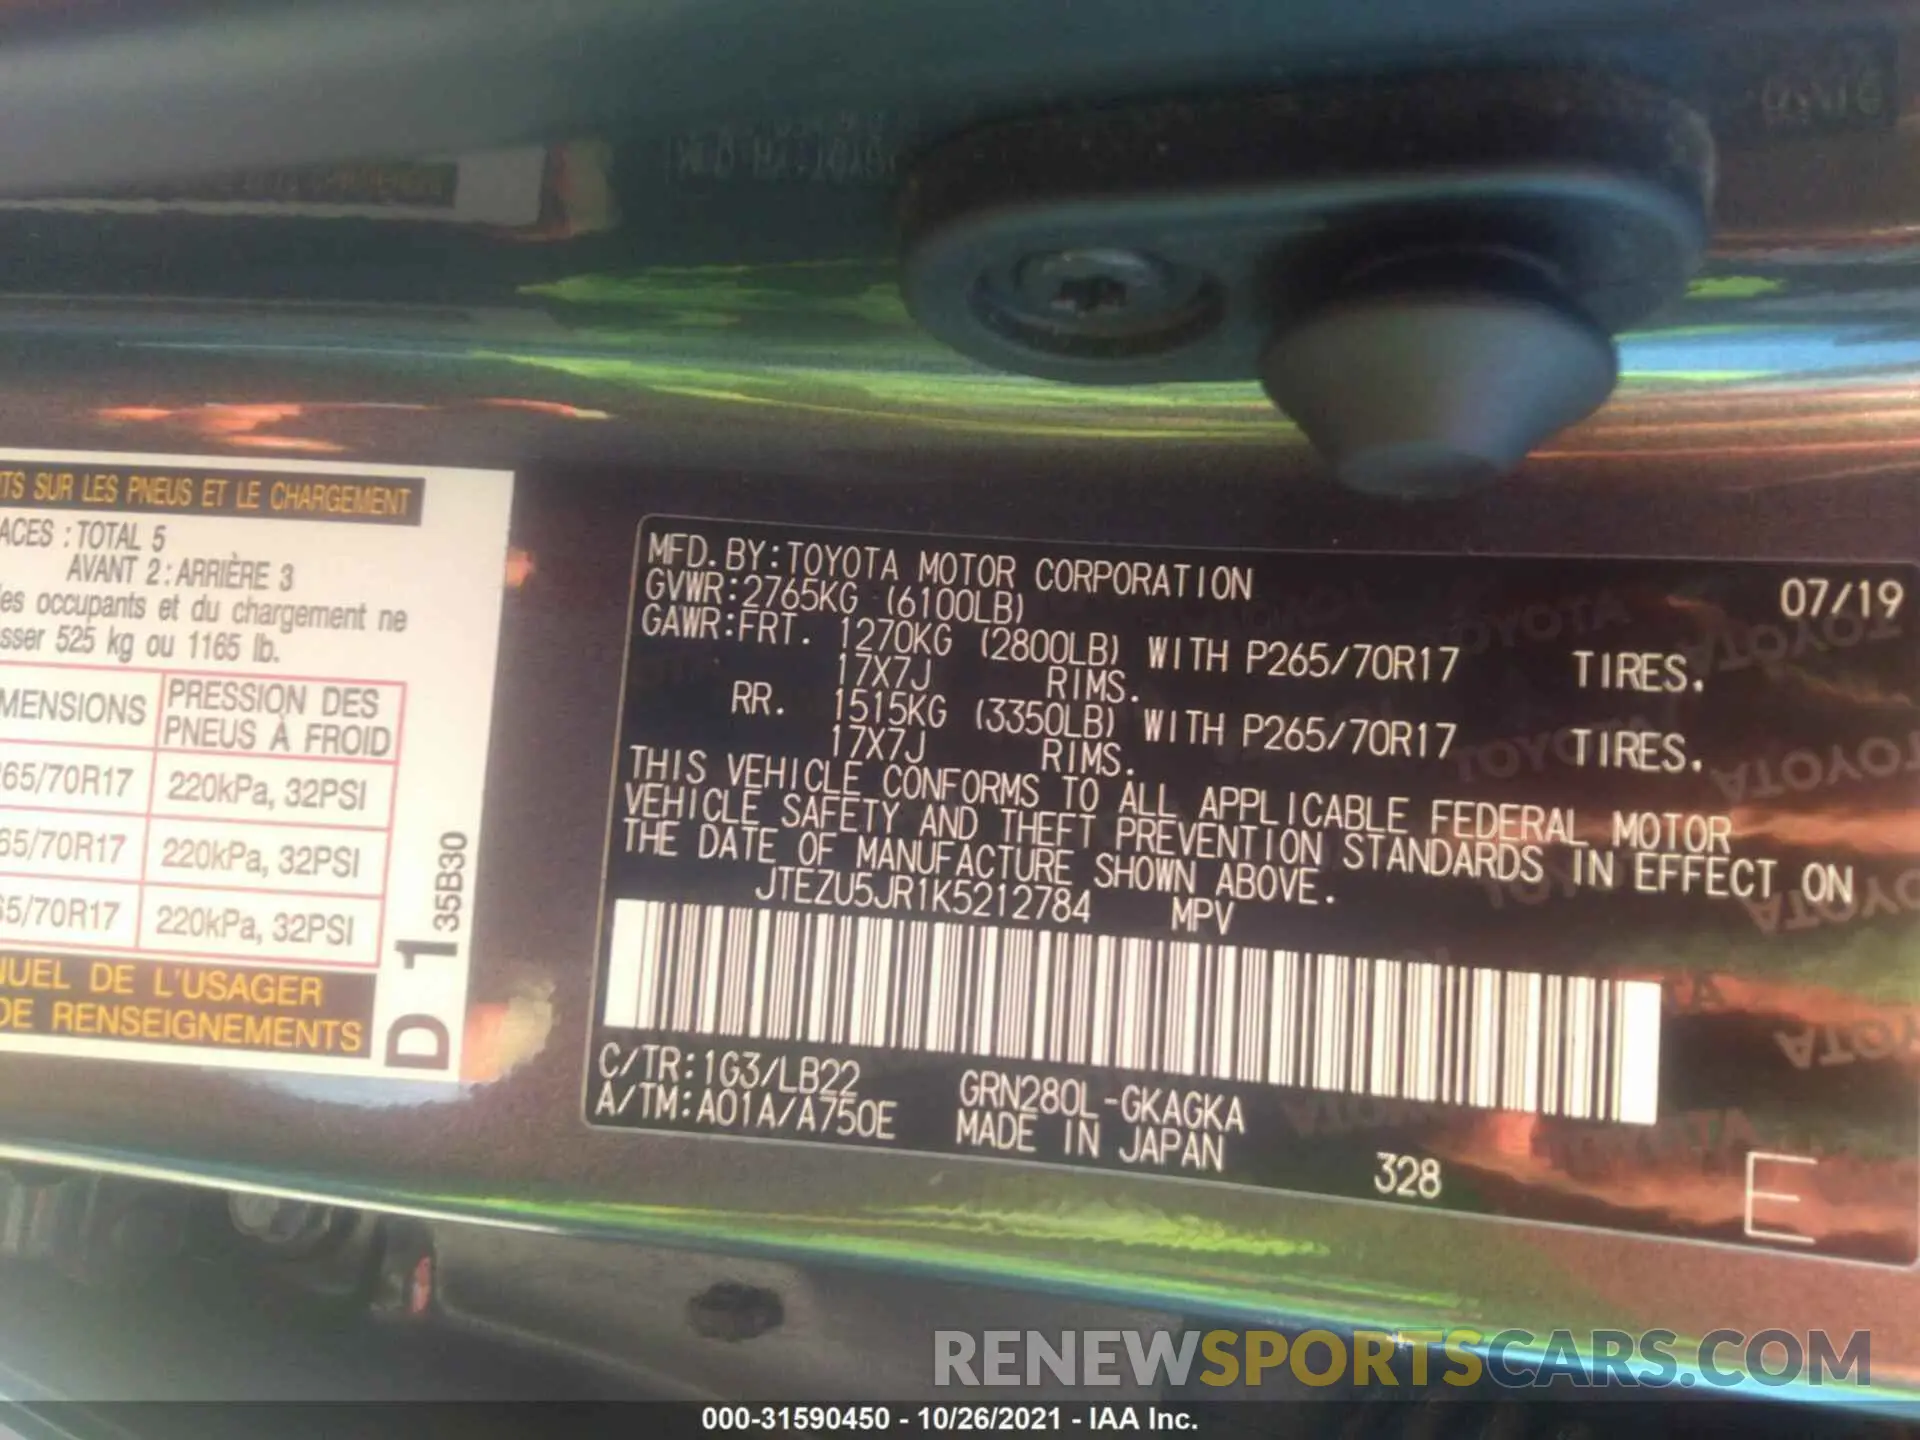 TS SUR LES PNEUS ET LE CHARGEMENT
ACES : TOTAL 5
AVANT 2 : ARRIÈRE 3
les occupants et du chargement ne
sser 525 kg ou 1165 lb.
MENSIONS
PRESSION DES
PNEUS À FROID
265/70R17
220kPa, 32PSI
65/70R17
220kPa, 32PSI
65/70R17
220kPa, 32PSI
UEL DE L'USAGER
DE RENSEIGNEMENTS
D 1 35B30
MFD. BY: TOYOTA MOTOR CORPORATION 07/19
GVWR: 2765KG (6100LB)
GAWR: FRT. 1270KG (2800LB) WITH P265/70R17 TIRES.
17X7J RIMS.
RR. 1515KG (3350LB) WITH P265/70R17 TIRES.
17X7J RIMS.
THIS VEHICLE CONFORMS TO ALL APPLICABLE FEDERAL MOTOR
VEHICLE SAFETY AND THEFT PREVENTION STANDARDS IN EFFECT ON
THE DATE OF MANUFACTURE SHOWN ABOVE.
JTEZU5JR1K5212784 MPV
C/TR: 1G3/LB22 GRN280L-GKAGKA
A/TM: A01A/A750E MADE IN JAPAN
328
E
RENEWSPORTSCARS.COM
000-31590450 - 10/26/2021 - IAA Inc.